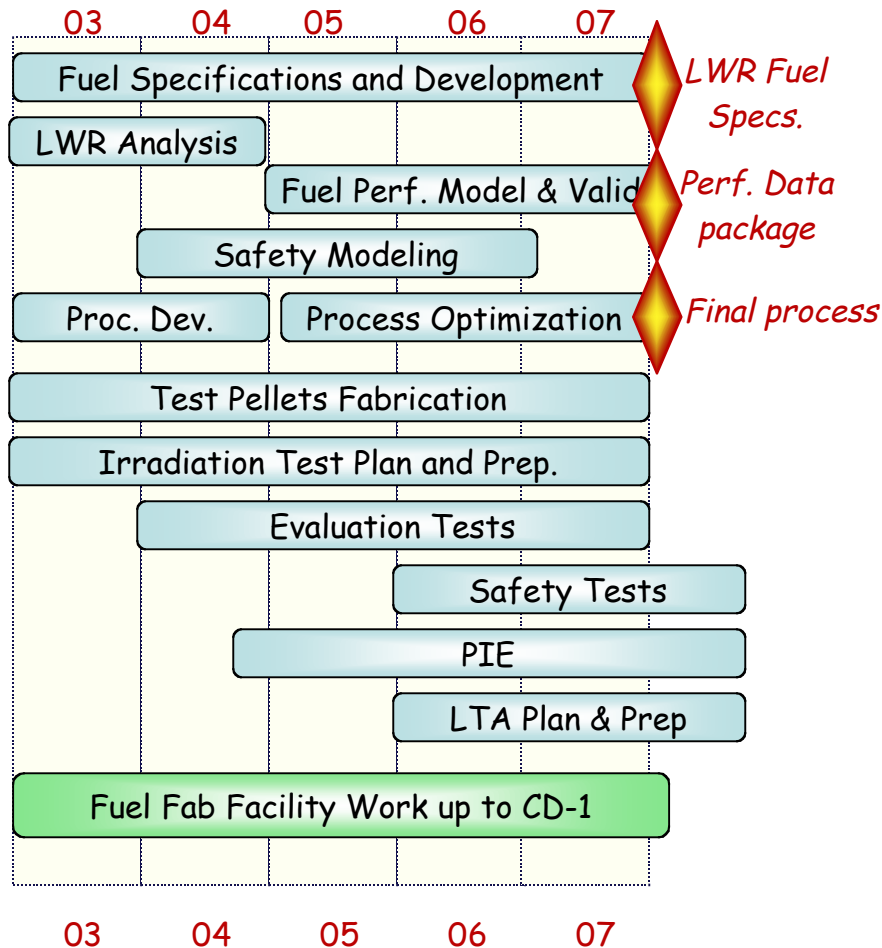 03 04 05 06 07
Fuel Specifications and Development
LWR Fuel
Specs.
LWR Analysis
Fuel Perf. Model & Valid
Perf. Data
package
Safety Modeling
Proc. Dev.
Process Optimization
Final process
Test Pellets Fabrication
Irradiation Test Plan and Prep.
Evaluation Tests
Safety Tests
PIE
LTA Plan & Prep
Fuel Fab Facility Work up to CD-1
03 04 05 06 07